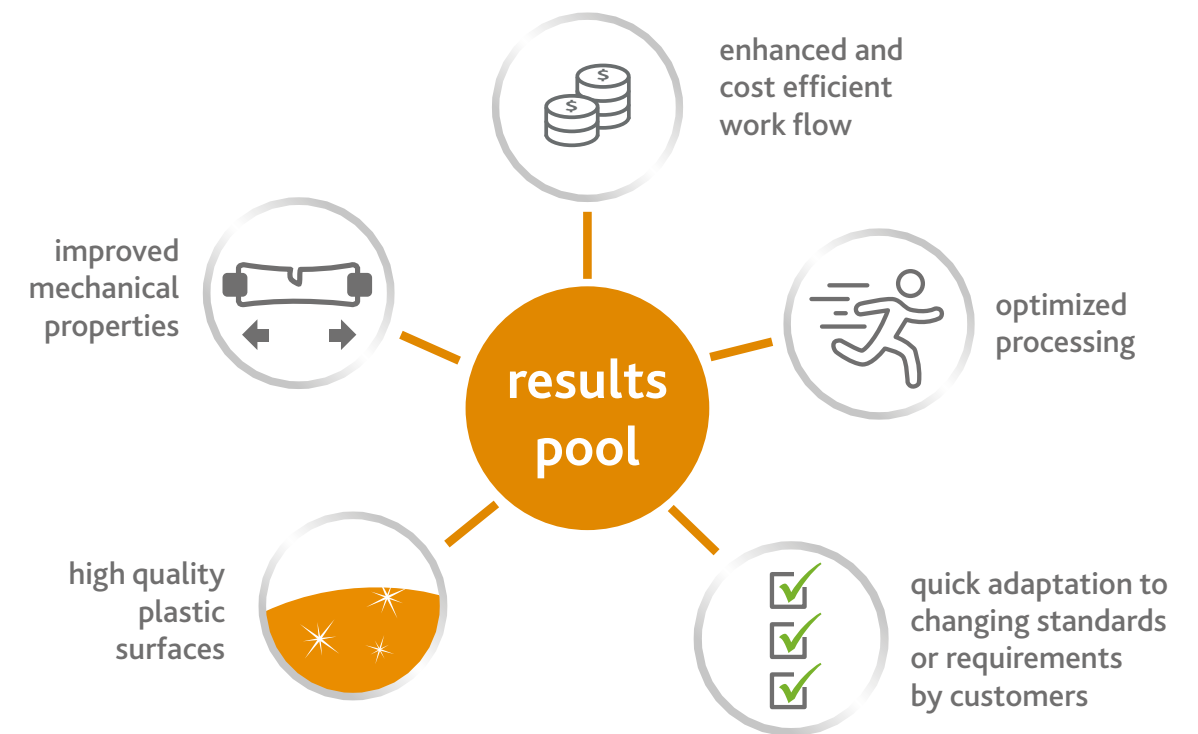 enhanced and
cost efficient
work flow
$
$
improved
mechanical
properties
optimized
processing
results
pool
high quality
plastic
surfaces
quick adaptation to
changing standards
or requirements
by customers